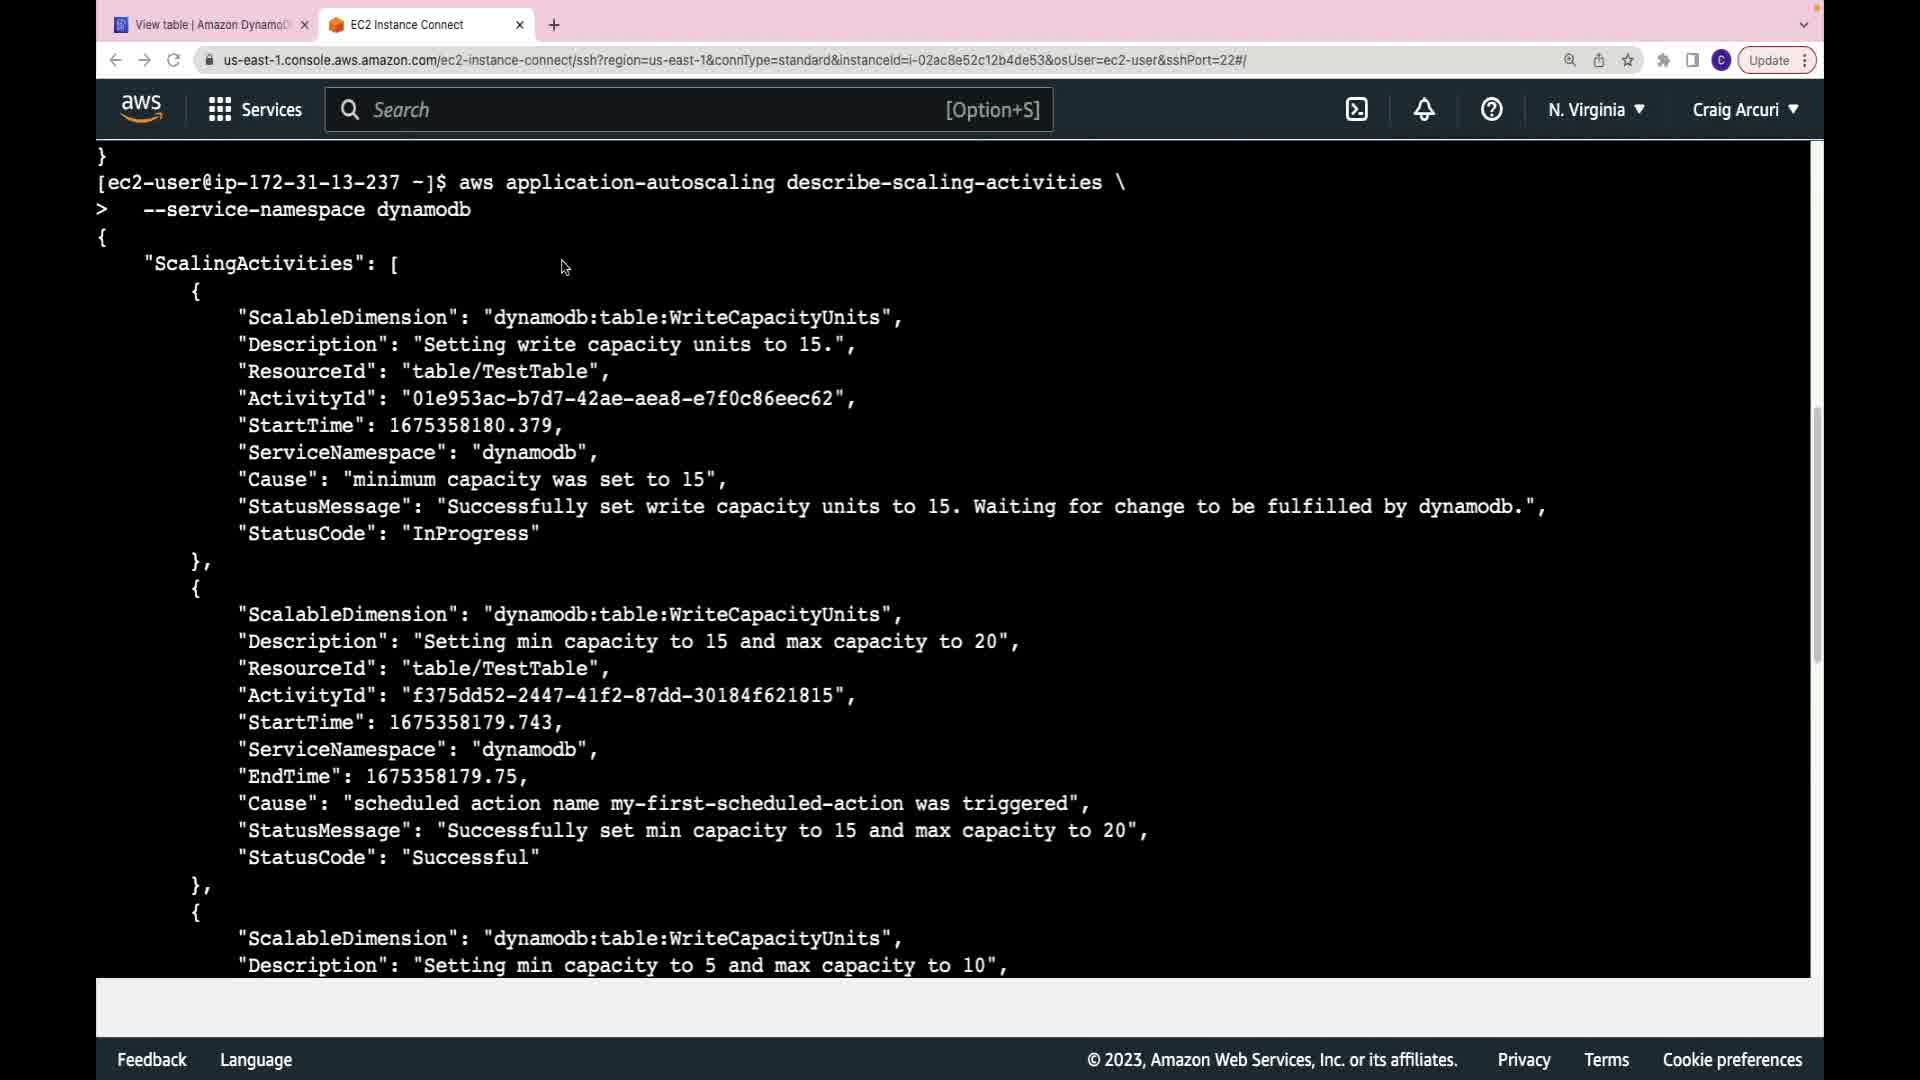 View table | Amazon DynamoD
EC2 Instance Connect
us-east-1.console.aws.amazon.com/ec2-instance-connect/ssh?region=us-east-1&connType=standard&instanceId=i-02ac8e52c12b4de53&osUser=ec2-user&sshPort=22#/
C
Update
aws
Services
Search
[Option+S]
N. Virginia
Craig Arcuri
}
[ec2-user@ip-172-31-13-237 ~]$ aws application-autoscaling describe-scaling-activities \
> --service-namespace dynamodb
{
"ScalingActivities": [
{
"ScalableDimension": "dynamodb:table:WriteCapacityUnits",
"Description": "Setting write capacity units to 15.",
"ResourceId": "table/TestTable",
"ActivityId": "01e953ac-b7d7-42ae-aea8-e7f0c86eec62",
"StartTime": 1675358180.379,
"ServiceNamespace": "dynamodb",
"Cause": "minimum capacity was set to 15",
"StatusMessage": "Successfully set write capacity units to 15. Waiting for change to be fulfilled by dynamodb.",
"StatusCode": "InProgress"
},
{
"ScalableDimension": "dynamodb:table:WriteCapacityUnits",
"Description": "Setting min capacity to 15 and max capacity to 20",
"ResourceId": "table/TestTable",
"ActivityId": "f375dd52-2447-41f2-87dd-30184f621815",
"StartTime": 1675358179.743,
"ServiceNamespace": "dynamodb",
"EndTime": 1675358179.75,
"Cause": "scheduled action name my-first-scheduled-action was triggered",
"StatusMessage": "Successfully set min capacity to 15 and max capacity to 20",
"StatusCode": "Successful"
},
{
"ScalableDimension": "dynamodb:table:WriteCapacityUnits",
"Description": "Setting min capacity to 5 and max capacity to 10",
Feedback
Language
© 2023, Amazon Web Services, Inc. or its affiliates.
Privacy
Terms
Cookie preferences